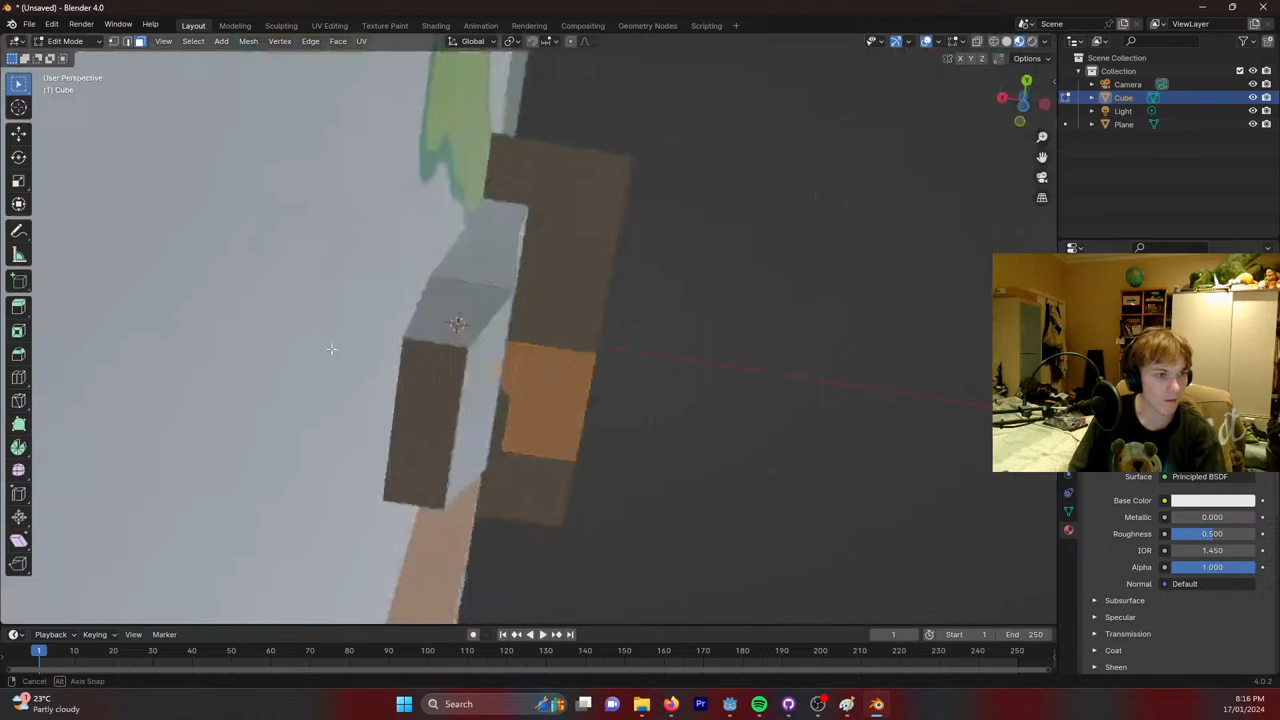 * (Unsaved) - Blender 4.0
File Edit Render Window Help Layout Modeling Sculpting UV Editing Texture Paint Shading Animation Rendering Compositing Geometry Nodes Scripting + Scene ViewLayer
Edit Mode View Select Add Mesh Vertex Edge Face UV Global
X Y Z Options
User Perspective
(1) Cube
Y
X
Scene Collection
Collection
Camera
Cube
Light
Plane
Surface Principled BSDF
Base Color
Metallic 0.000
Roughness 0.500
IOR 1.450
Alpha 1.000
Normal Default
Subsurface
Specular
Transmission
Coat
Sheen
Playback Keying View Marker 1 Start 1 End 250
1 10 20 30 40 50 60 70 80 90 100 110 120 130 140 150 160 170 180 190 200 210 220 230 240 250
Cancel Alt Axis Snap 4.0.2
1
23°C
Partly cloudy
Search
Pr
8:16 PM
17/01/2024